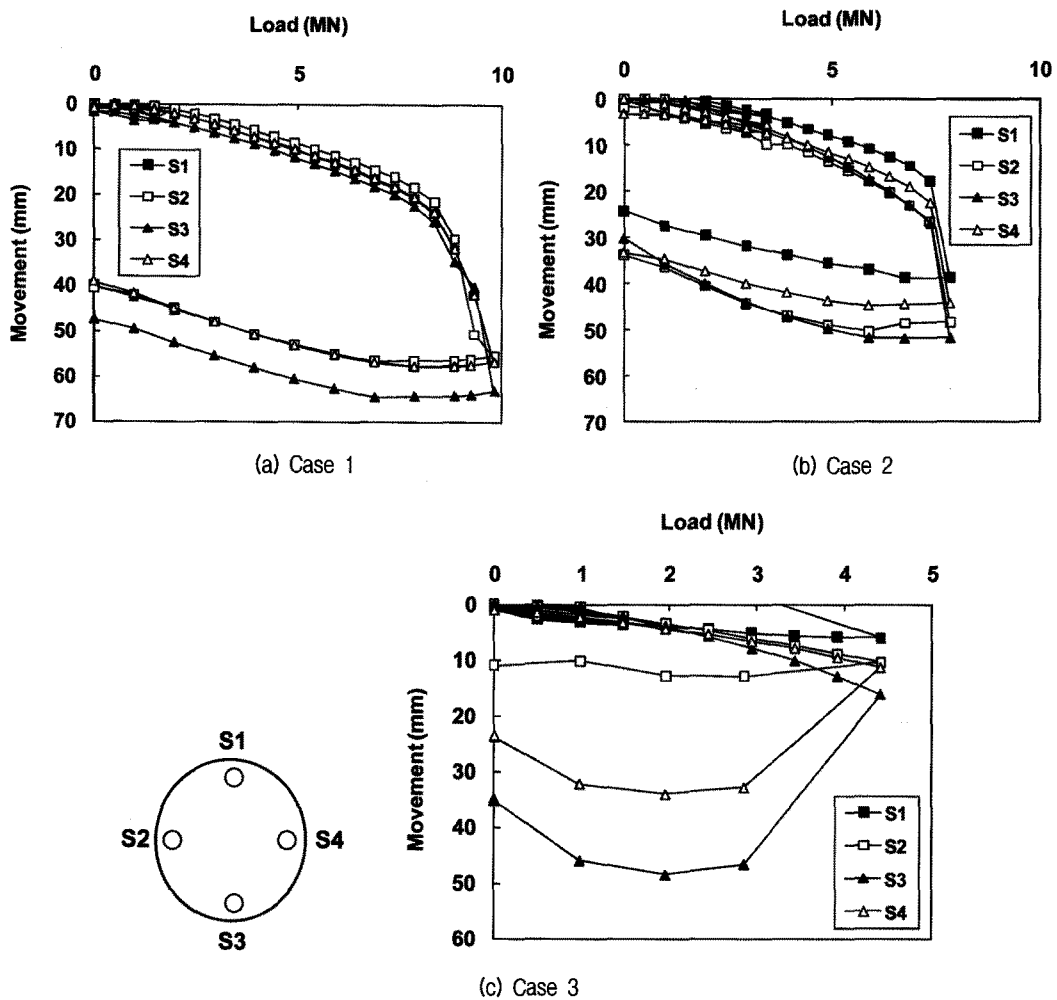 Load (MN)
0 5 10
0
10
20
30
40
50
60
70
Movement (mm)
S1
S2
S3
S4
(a) Case 1
Load (MN)
0 5 10
0
10
20
30
40
50
60
70
Movement (mm)
S1
S2
S3
S4
(b) Case 2
S1
S2
S4
S3
Load (MN)
0 1 2 3 4 5
0
10
20
30
40
50
60
Movement (mm)
S1
S2
S3
S4
(c) Case 3